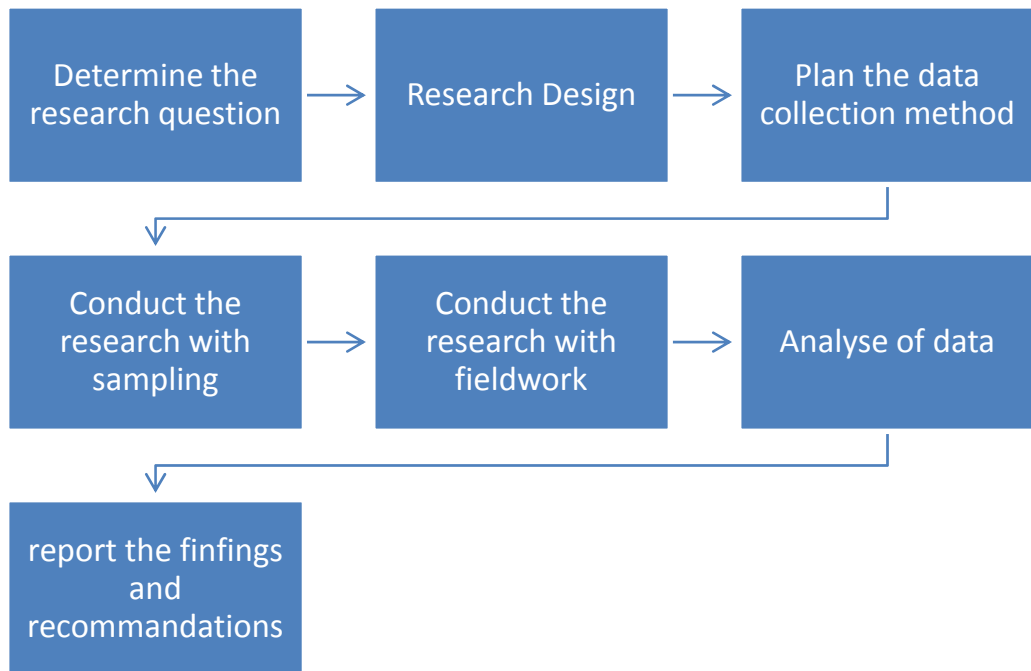 Determine the
research question
Research Design
Plan the data
collection method
Conduct the
research with
sampling
Conduct the
research with
fieldwork
Analyse of data
report the finfings
and
recommandations